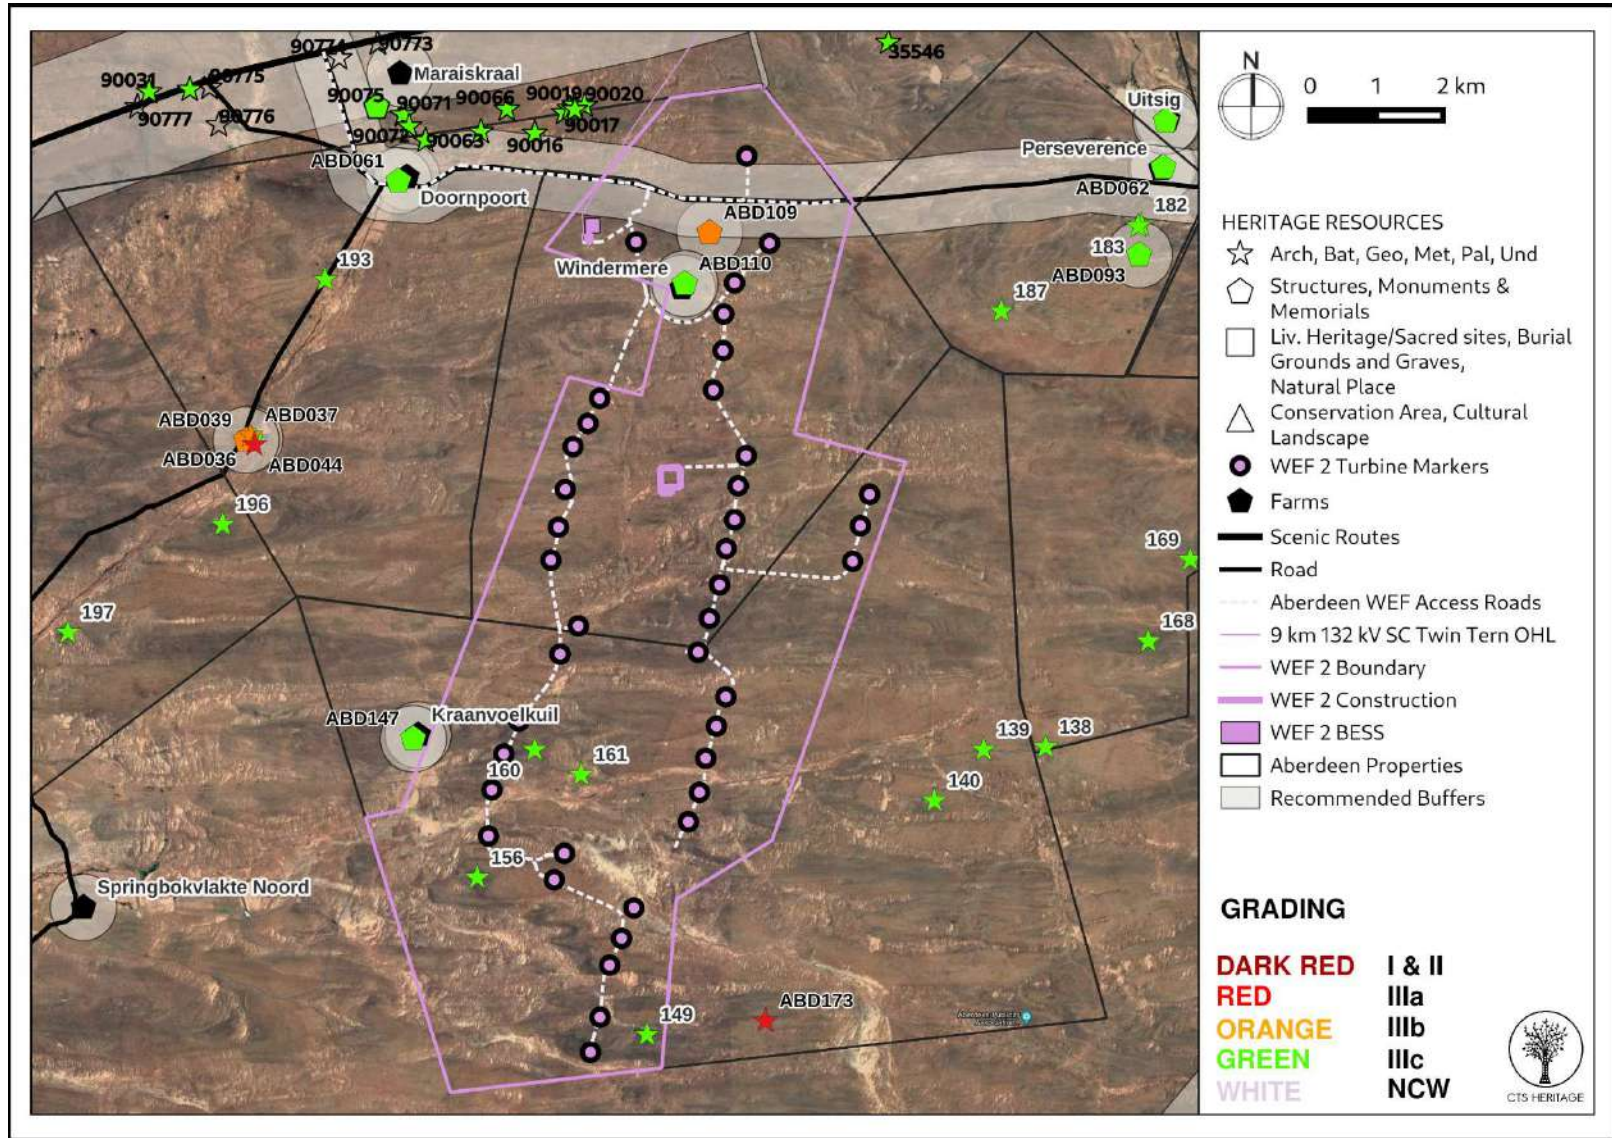 90774
90773
35546
90031
90775
Maraiskraal
90075
90071
90066
90020
90777
90776
90072
90063
90016
90017
Uitsig
Perseverence
ABD061
Doornpoort
ABD062
ABD109
182
183
ABD093
193
Windermere
ABD110
187
ABD039
ABD037
ABD036
ABD044
196
169
197
168
ABD147
Kraanvoelkuil
139
138
160
161
140
156
Springbokvlakte Noord
ABD173
149
N
0 1 2 km
HERITAGE RESOURCES
Arch, Bat, Geo, Met, Pal, Und
Structures, Monuments &
Memorials
Liv. Heritage/Sacred sites, Burial
Grounds and Graves,
Natural Place
Conservation Area, Cultural
Landscape
WEF 2 Turbine Markers
Farms
Scenic Routes
Road
Aberdeen WEF Access Roads
9 km 132 kV SC Twin Tern OHL
WEF 2 Boundary
WEF 2 Construction
WEF 2 BESS
Aberdeen Properties
Recommended Buffers
GRADING
DARK RED I & II
RED IIIa
ORANGE IIIb
GREEN IIIc
WHITE NCW
CTS HERITAGE